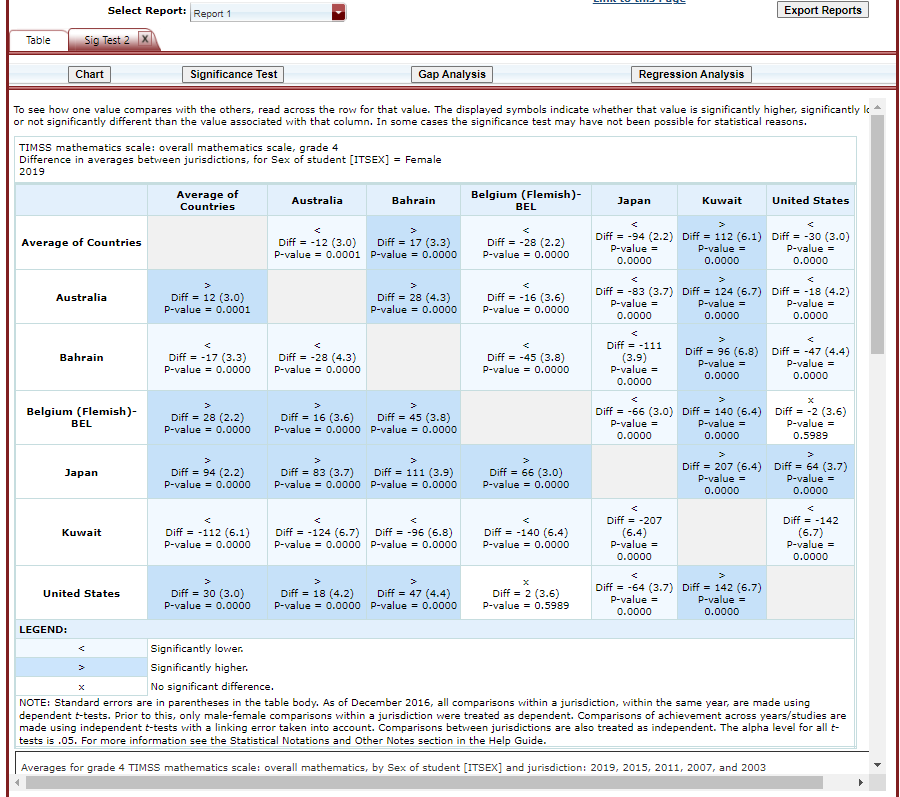 Link to this Page
Select Report: Report 1 Export Reports
Table Sig Test 2 X
Chart Significance Test Gap Analysis Regression Analysis
To see how one value compares with the others, read across the row for that value. The displayed symbols indicate whether that value is significantly higher, significantly lo
or not significantly different than the value associated with that column. In some cases the significance test may have not been possible for statistical reasons.
TIMSS mathematics scale: overall mathematics scale, grade 4
Difference in averages between jurisdictions, for Sex of student [ITSEX] = Female
2019
Average of Countries Australia Bahrain Belgium (Flemish)-BEL Japan Kuwait United States
Average of Countries < Diff = -12 (3.0) P-value = 0.0001 > Diff = 17 (3.3) P-value = 0.0000 < Diff = -28 (2.2) P-value = 0.0000 < Diff = -94 (2.2) P-value = 0.0000 > Diff = 112 (6.1) P-value = 0.0000 < Diff = -30 (3.0) P-value = 0.0000
Australia > Diff = 12 (3.0) P-value = 0.0001 > Diff = 28 (4.3) P-value = 0.0000 < Diff = -16 (3.6) P-value = 0.0000 < Diff = -83 (3.7) P-value = 0.0000 > Diff = 124 (6.7) P-value = 0.0000 < Diff = -18 (4.2) P-value = 0.0000
Bahrain < Diff = -17 (3.3) P-value = 0.0000 < Diff = -28 (4.3) P-value = 0.0000 < Diff = -45 (3.8) P-value = 0.0000 < Diff = -111 (3.9) P-value = 0.0000 > Diff = 96 (6.8) P-value = 0.0000 < Diff = -47 (4.4) P-value = 0.0000
Belgium (Flemish)-BEL > Diff = 28 (2.2) P-value = 0.0000 > Diff = 16 (3.6) P-value = 0.0000 > Diff = 45 (3.8) P-value = 0.0000 < Diff = -66 (3.0) P-value = 0.0000 > Diff = 140 (6.4) P-value = 0.0000 x Diff = -2 (3.6) P-value = 0.5989
Japan > Diff = 94 (2.2) P-value = 0.0000 > Diff = 83 (3.7) P-value = 0.0000 > Diff = 111 (3.9) P-value = 0.0000 > Diff = 66 (3.0) P-value = 0.0000 > Diff = 207 (6.4) P-value = 0.0000 > Diff = 64 (3.7) P-value = 0.0000
Kuwait < Diff = -112 (6.1) P-value = 0.0000 < Diff = -124 (6.7) P-value = 0.0000 < Diff = -96 (6.8) P-value = 0.0000 < Diff = -140 (6.4) P-value = 0.0000 < Diff = -207 (6.4) P-value = 0.0000 < Diff = -142 (6.7) P-value = 0.0000
United States > Diff = 30 (3.0) P-value = 0.0000 > Diff = 18 (4.2) P-value = 0.0000 > Diff = 47 (4.4) P-value = 0.0000 x Diff = 2 (3.6) P-value = 0.5989 < Diff = -64 (3.7) P-value = 0.0000 > Diff = 142 (6.7) P-value = 0.0000
LEGEND:
< Significantly lower.
> Significantly higher.
x No significant difference.
NOTE: Standard errors are in parentheses in the table body. As of December 2016, all comparisons within a jurisdiction, within the same year, are made using
dependent t-tests. Prior to this, only male-female comparisons within a jurisdiction were treated as dependent. Comparisons of achievement across years/studies are
made using independent t-tests with a linking error taken into account. Comparisons between jurisdictions are also treated as independent. The alpha level for all t-
tests is .05. For more information see the Statistical Notations and Other Notes section in the Help Guide.
Averages for grade 4 TIMSS mathematics scale: overall mathematics, by Sex of student [ITSEX] and jurisdiction: 2019, 2015, 2011, 2007, and 2003